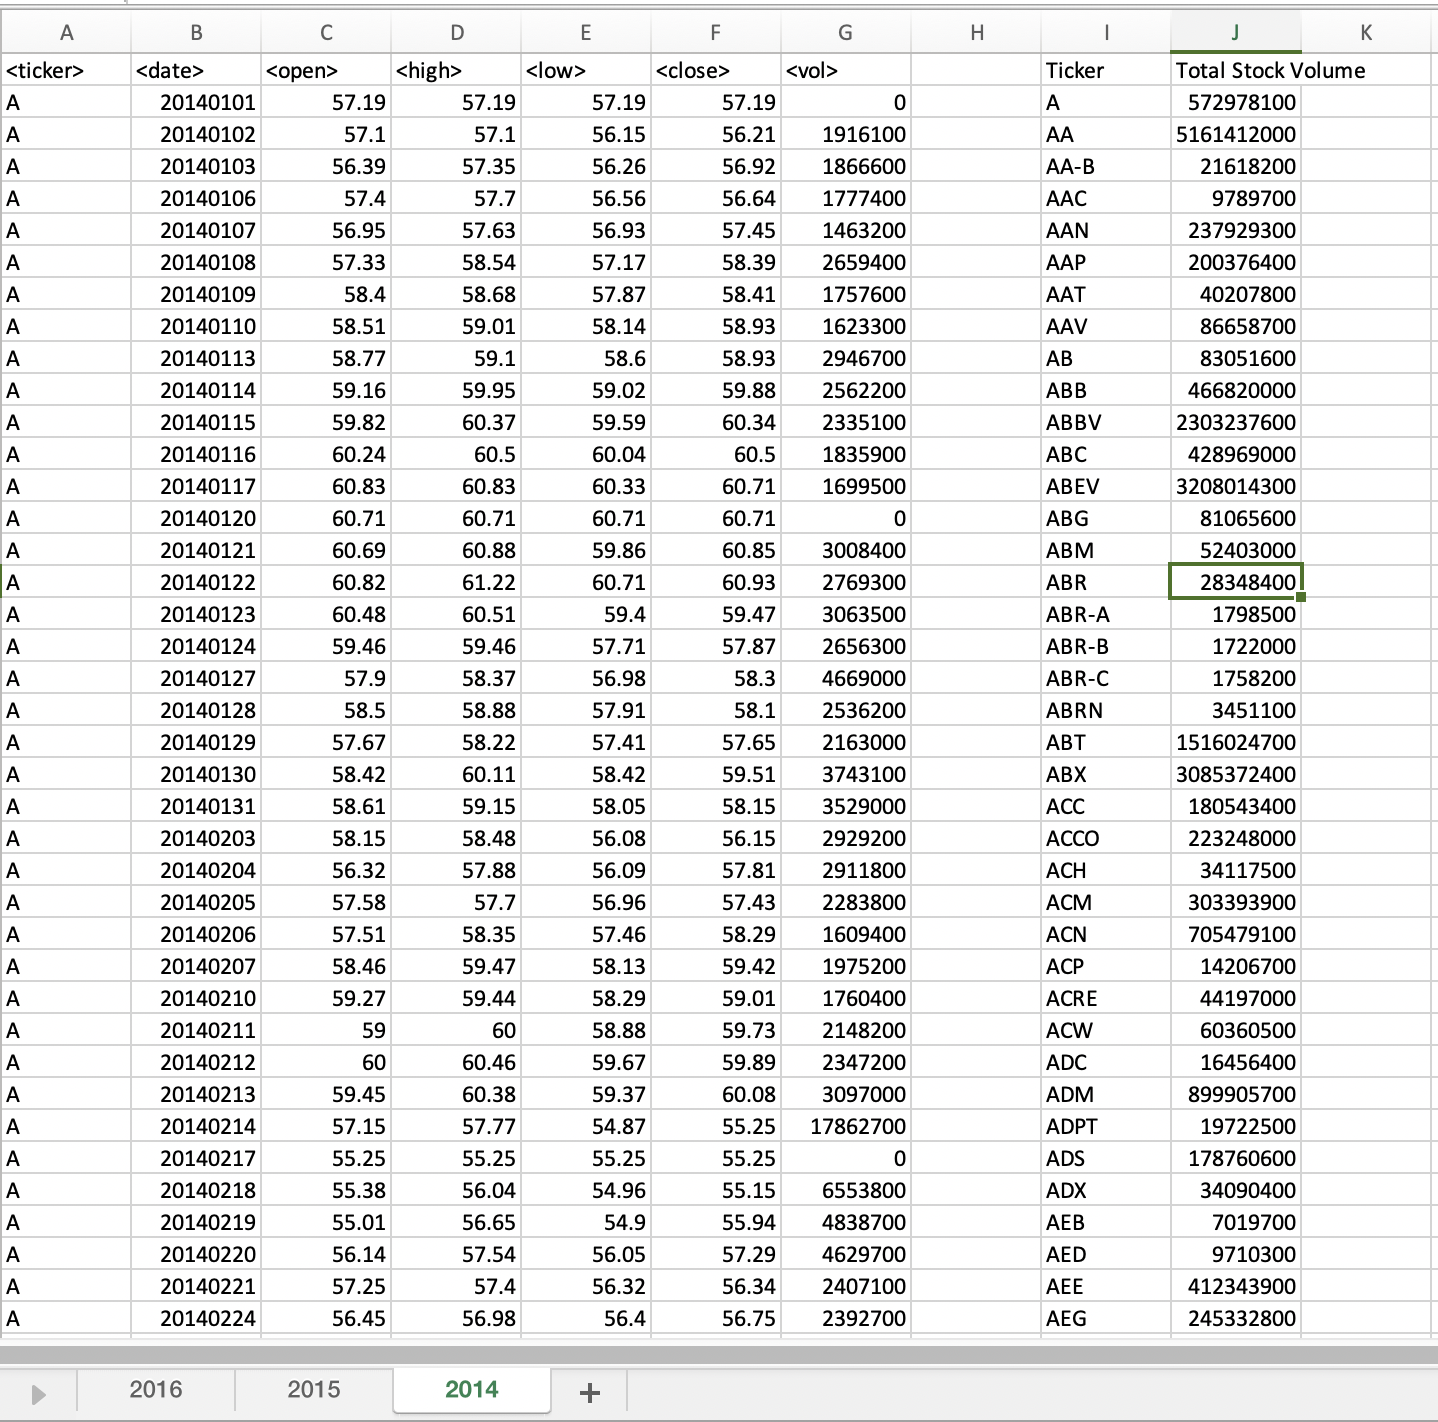 A B C D E F G H I J K
<ticker> <date> <open> <high> <low> <close> <vol> Ticker Total Stock Volume
A 20140101 57.19 57.19 57.19 57.19 0 A 572978100
A 20140102 57.1 57.1 56.15 56.21 1916100 AA 5161412000
A 20140103 56.39 57.35 56.26 56.92 1866600 AA-B 21618200
A 20140106 57.4 57.7 56.56 56.64 1777400 AAC 9789700
A 20140107 56.95 57.63 56.93 57.45 1463200 AAN 237929300
A 20140108 57.33 58.54 57.17 58.39 2659400 AAP 200376400
A 20140109 58.4 58.68 57.87 58.41 1757600 AAT 40207800
A 20140110 58.51 59.01 58.14 58.93 1623300 AAV 86658700
A 20140113 58.77 59.1 58.6 58.93 2946700 AB 83051600
A 20140114 59.16 59.95 59.02 59.88 2562200 ABB 466820000
A 20140115 59.82 60.37 59.59 60.34 2335100 ABBV 2303237600
A 20140116 60.24 60.5 60.04 60.5 1835900 ABC 428969000
A 20140117 60.83 60.83 60.33 60.71 1699500 ABEV 3208014300
A 20140120 60.71 60.71 60.71 60.71 0 ABG 81065600
A 20140121 60.69 60.88 59.86 60.85 3008400 ABM 52403000
A 20140122 60.82 61.22 60.71 60.93 2769300 ABR 28348400
A 20140123 60.48 60.51 59.4 59.47 3063500 ABR-A 1798500
A 20140124 59.46 59.46 57.71 57.87 2656300 ABR-B 1722000
A 20140127 57.9 58.37 56.98 58.3 4669000 ABR-C 1758200
A 20140128 58.5 58.88 57.91 58.1 2536200 ABRN 3451100
A 20140129 57.67 58.22 57.41 57.65 2163000 ABT 1516024700
A 20140130 58.42 60.11 58.42 59.51 3743100 ABX 3085372400
A 20140131 58.61 59.15 58.05 58.15 3529000 ACC 180543400
A 20140203 58.15 58.48 56.08 56.15 2929200 ACCO 223248000
A 20140204 56.32 57.88 56.09 57.81 2911800 ACH 34117500
A 20140205 57.58 57.7 56.96 57.43 2283800 ACM 303393900
A 20140206 57.51 58.35 57.46 58.29 1609400 ACN 705479100
A 20140207 58.46 59.47 58.13 59.42 1975200 ACP 14206700
A 20140210 59.27 59.44 58.29 59.01 1760400 ACRE 44197000
A 20140211 59 60 58.88 59.73 2148200 ACW 60360500
A 20140212 60 60.46 59.67 59.89 2347200 ADC 16456400
A 20140213 59.45 60.38 59.37 60.08 3097000 ADM 899905700
A 20140214 57.15 57.77 54.87 55.25 17862700 ADPT 19722500
A 20140217 55.25 55.25 55.25 55.25 0 ADS 178760600
A 20140218 55.38 56.04 54.96 55.15 6553800 ADX 34090400
A 20140219 55.01 56.65 54.9 55.94 4838700 AEB 7019700
A 20140220 56.14 57.54 56.05 57.29 4629700 AED 9710300
A 20140221 57.25 57.4 56.32 56.34 2407100 AEE 412343900
A 20140224 56.45 56.98 56.4 56.75 2392700 AEG 245332800
2016 2015 2014 +